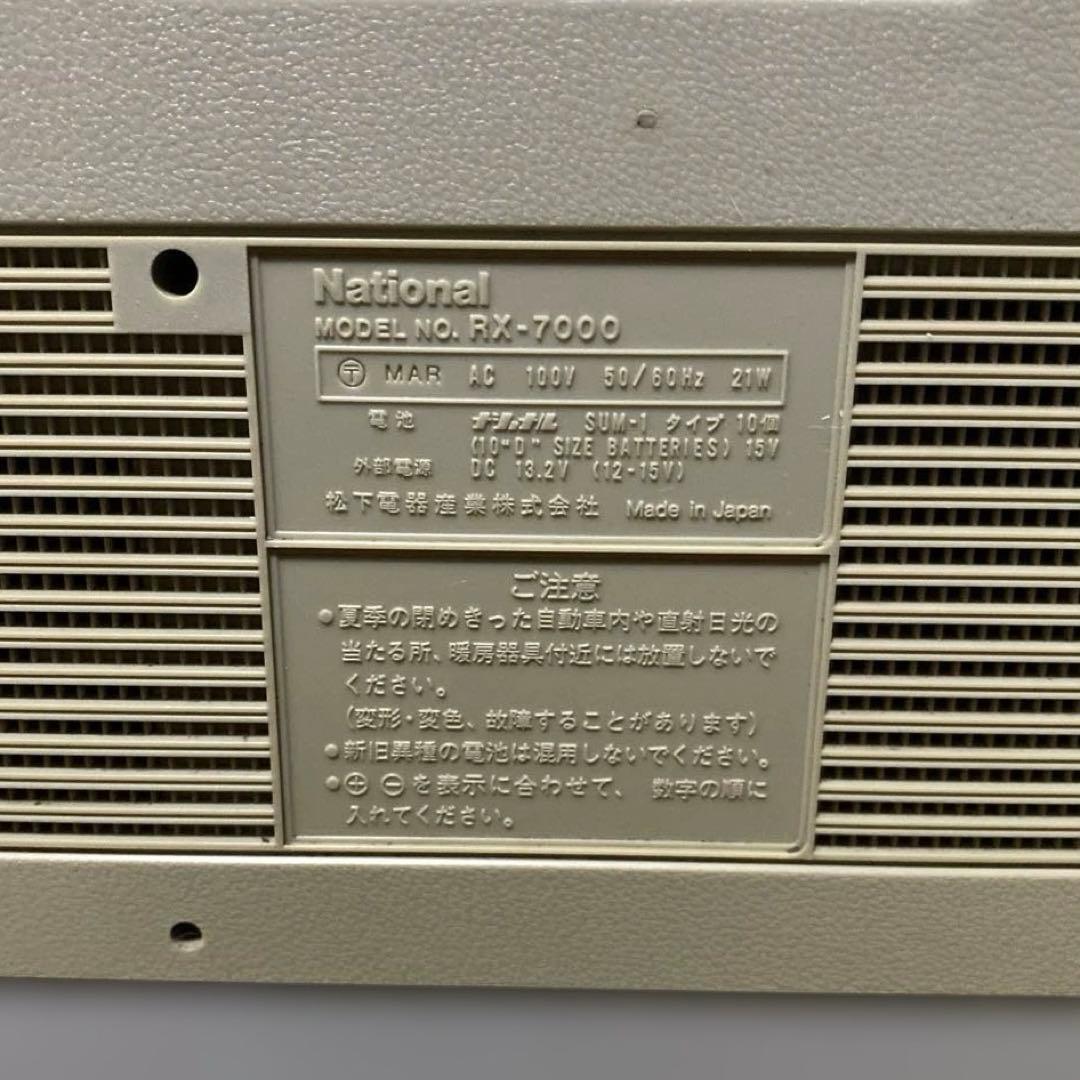 National
MODEL NO. RX-7000
〒 MAR AC 100V 50/60Hz 21W
電池 ナショナル SUM-1 タイプ 10個
(10"D" SIZE BATTERIES) 15V
外部電源 DC 13.2V (12-15V)
松下電器産業株式会社 Made in Japan
ご注意
●夏季の閉めきった自動車内や直射日光の
当たる所、暖房器具付近には放置しないで
ください。
(変形・変色、故障することがあります)
●新旧異種の電池は混用しないでください。
●⊕ ⊖を表示に合わせて、 数字の順に
入れてください。